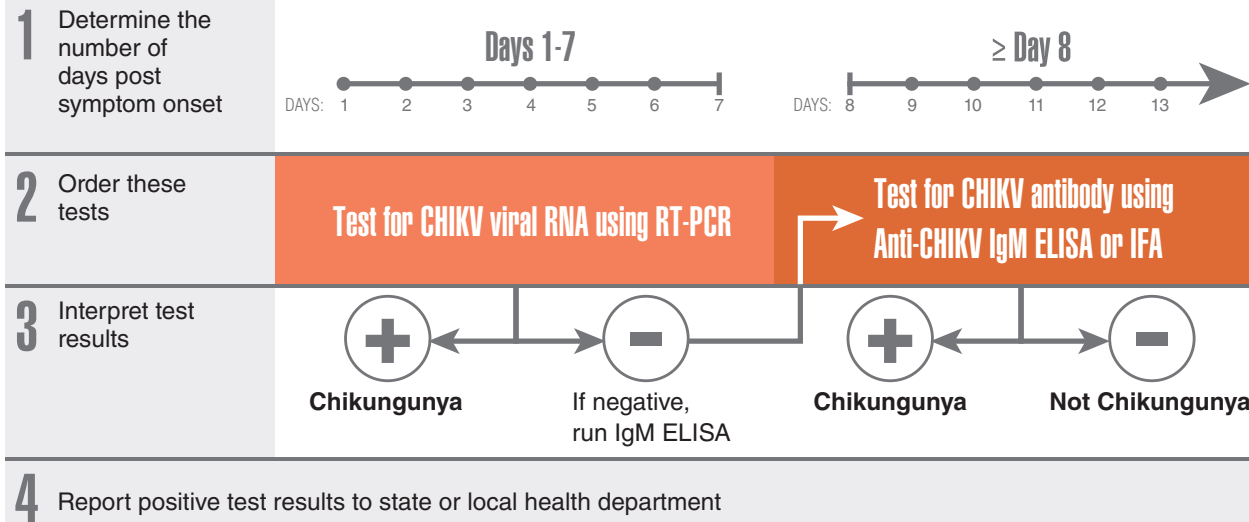 1
Determine the
number of
days post
symptom onset
Days 1-7
DAYS: 1 2 3 4 5 6 7
≥ Day 8
DAYS: 8 9 10 11 12 13
2
Order these
tests
Test for CHIKV viral RNA using RT-PCR
Test for CHIKV antibody using
Anti-CHIKV IgM ELISA or IFA
3
Interpret test
results
+
Chikungunya
-
If negative,
run IgM ELISA
+
Chikungunya
-
Not Chikungunya
4
Report positive test results to state or local health department